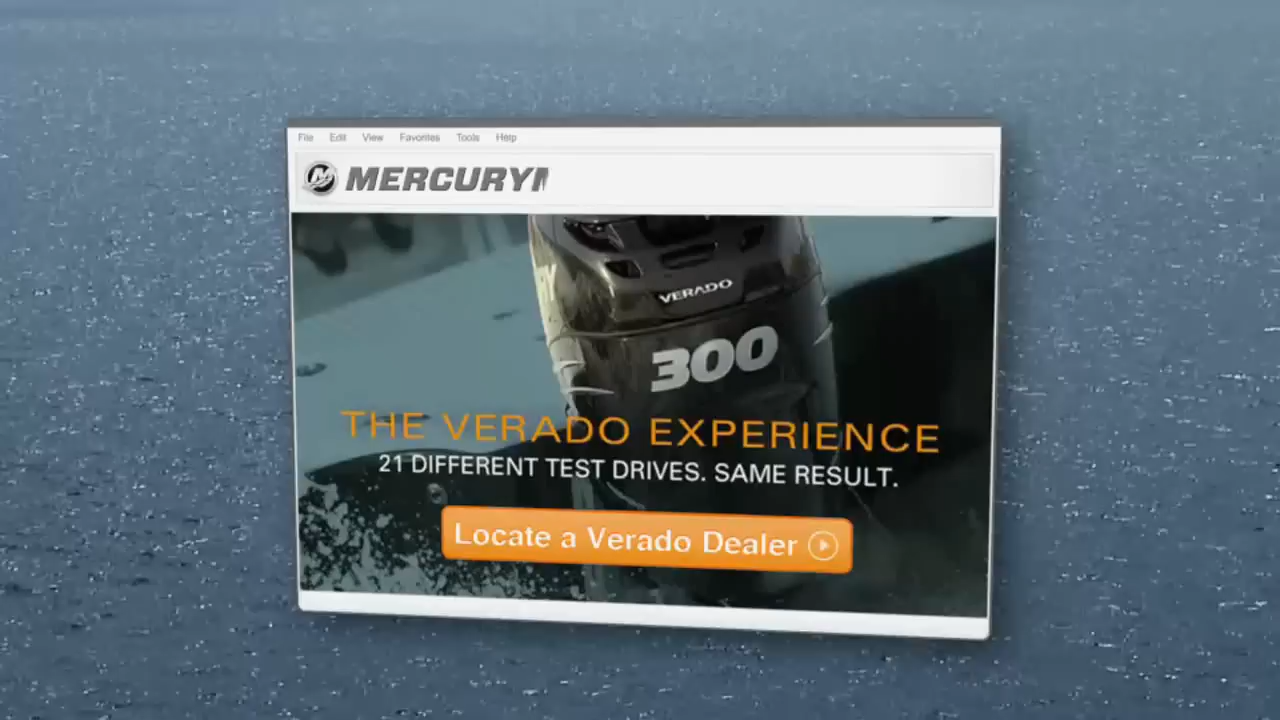 File Edit View Favorites Tools Help
MERCURYM
VERADO
300
THE VERADO EXPERIENCE
21 DIFFERENT TEST DRIVES. SAME RESULT.
Locate a Verado Dealer